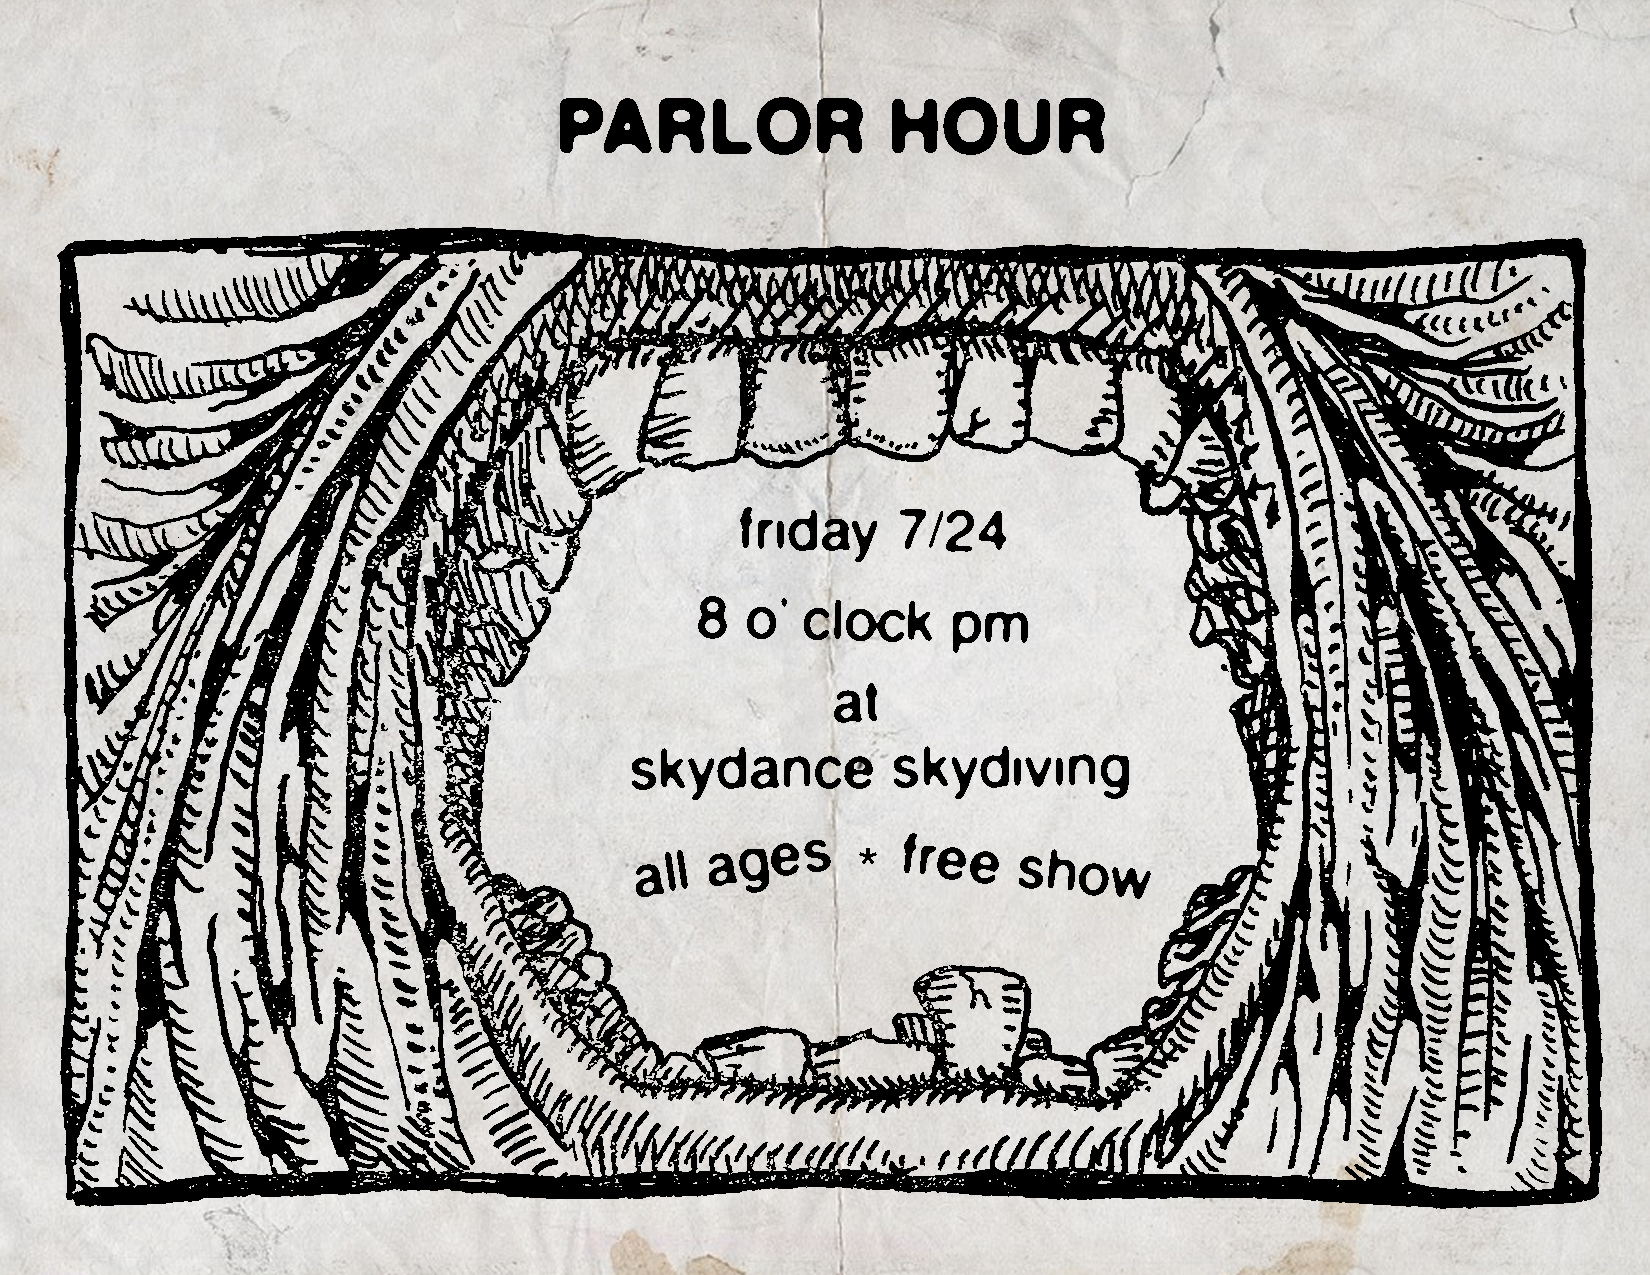 PARLOR HOUR
friday 7/24
8 o' clock pm
at
skydance skydiving
all ages * free show